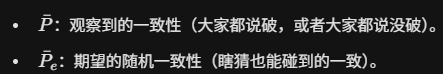 • P̄：观察到的一致性（大家都说破，或者大家都说没破）。
• P̄ₑ：期望的随机一致性（瞎猜也能碰到的一致）。